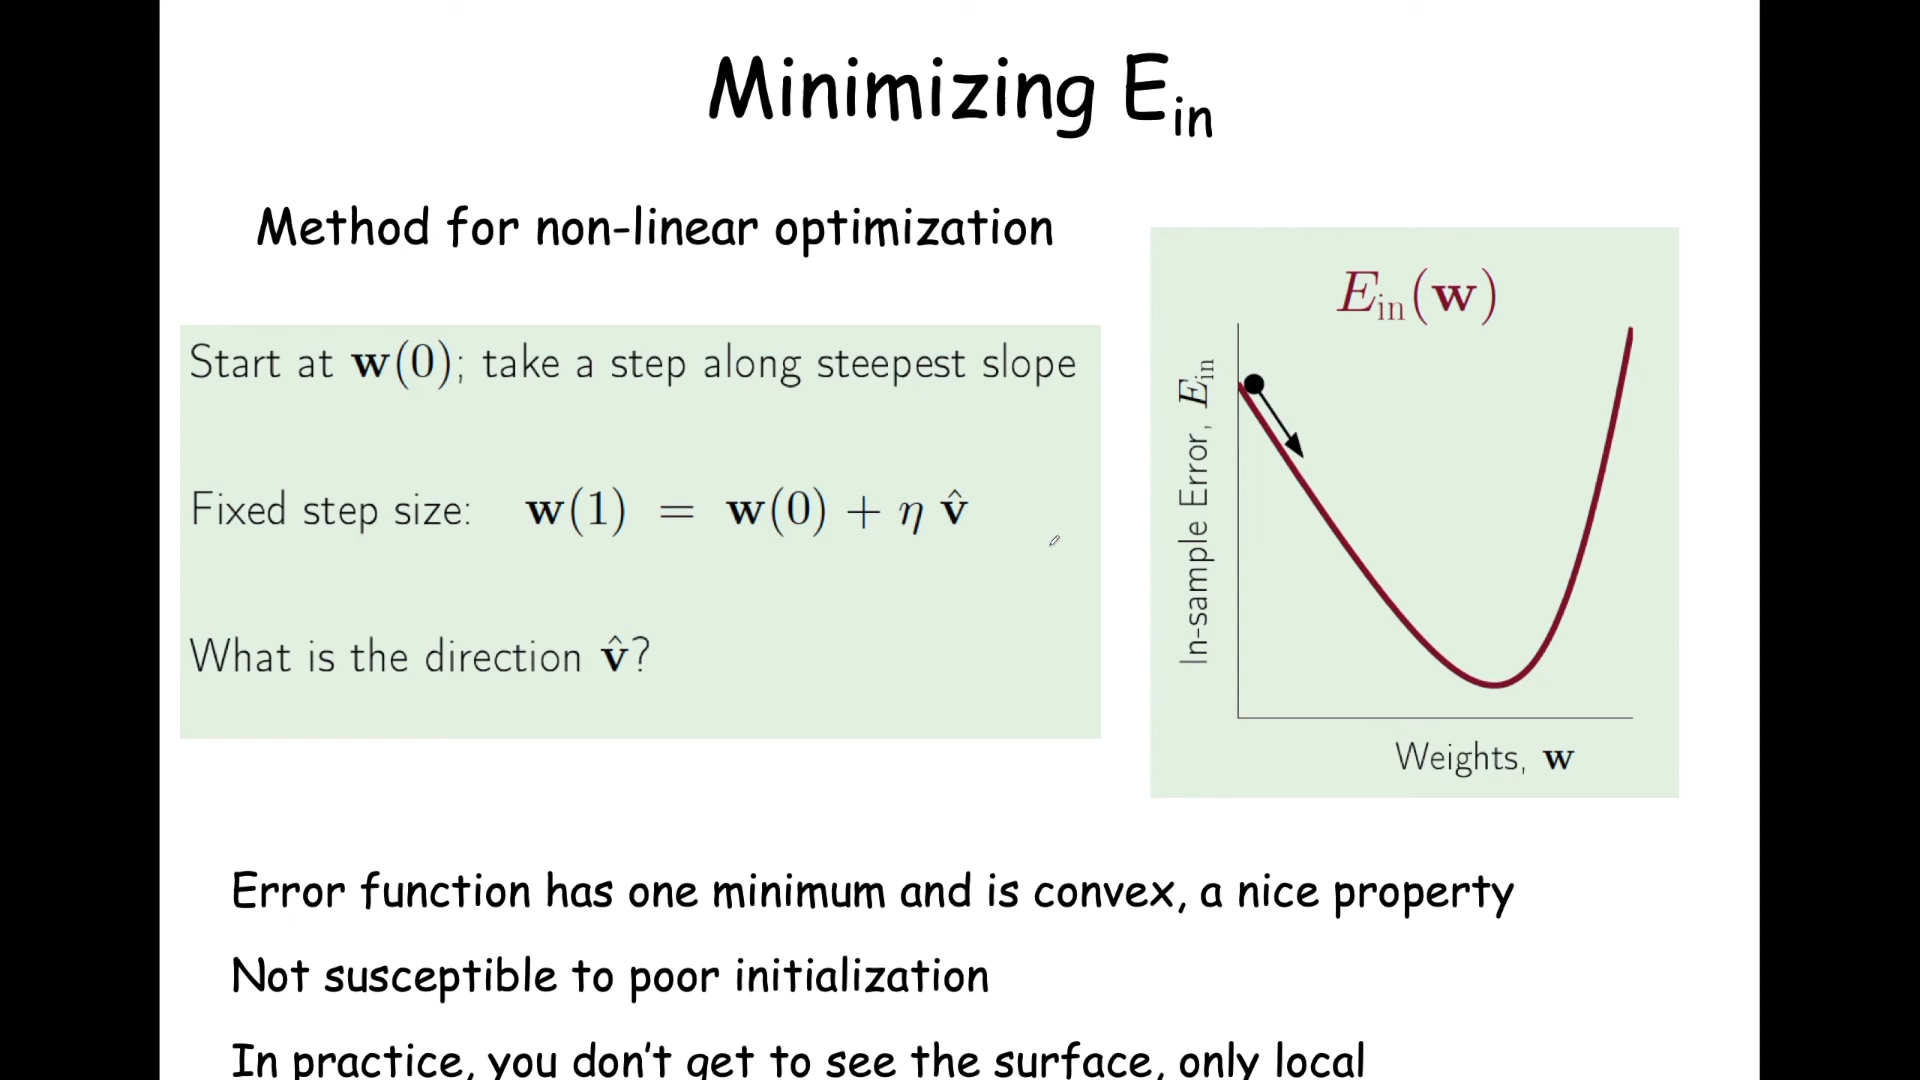 Minimizing E_in
Method for non-linear optimization
Start at w(0); take a step along steepest slope
Fixed step size: w(1) = w(0) + η v̂
What is the direction v̂?
E_in(w)
In-sample Error, E_in
Weights, w
Error function has one minimum and is convex, a nice property
Not susceptible to poor initialization
In practice, you don't get to see the surface, only local